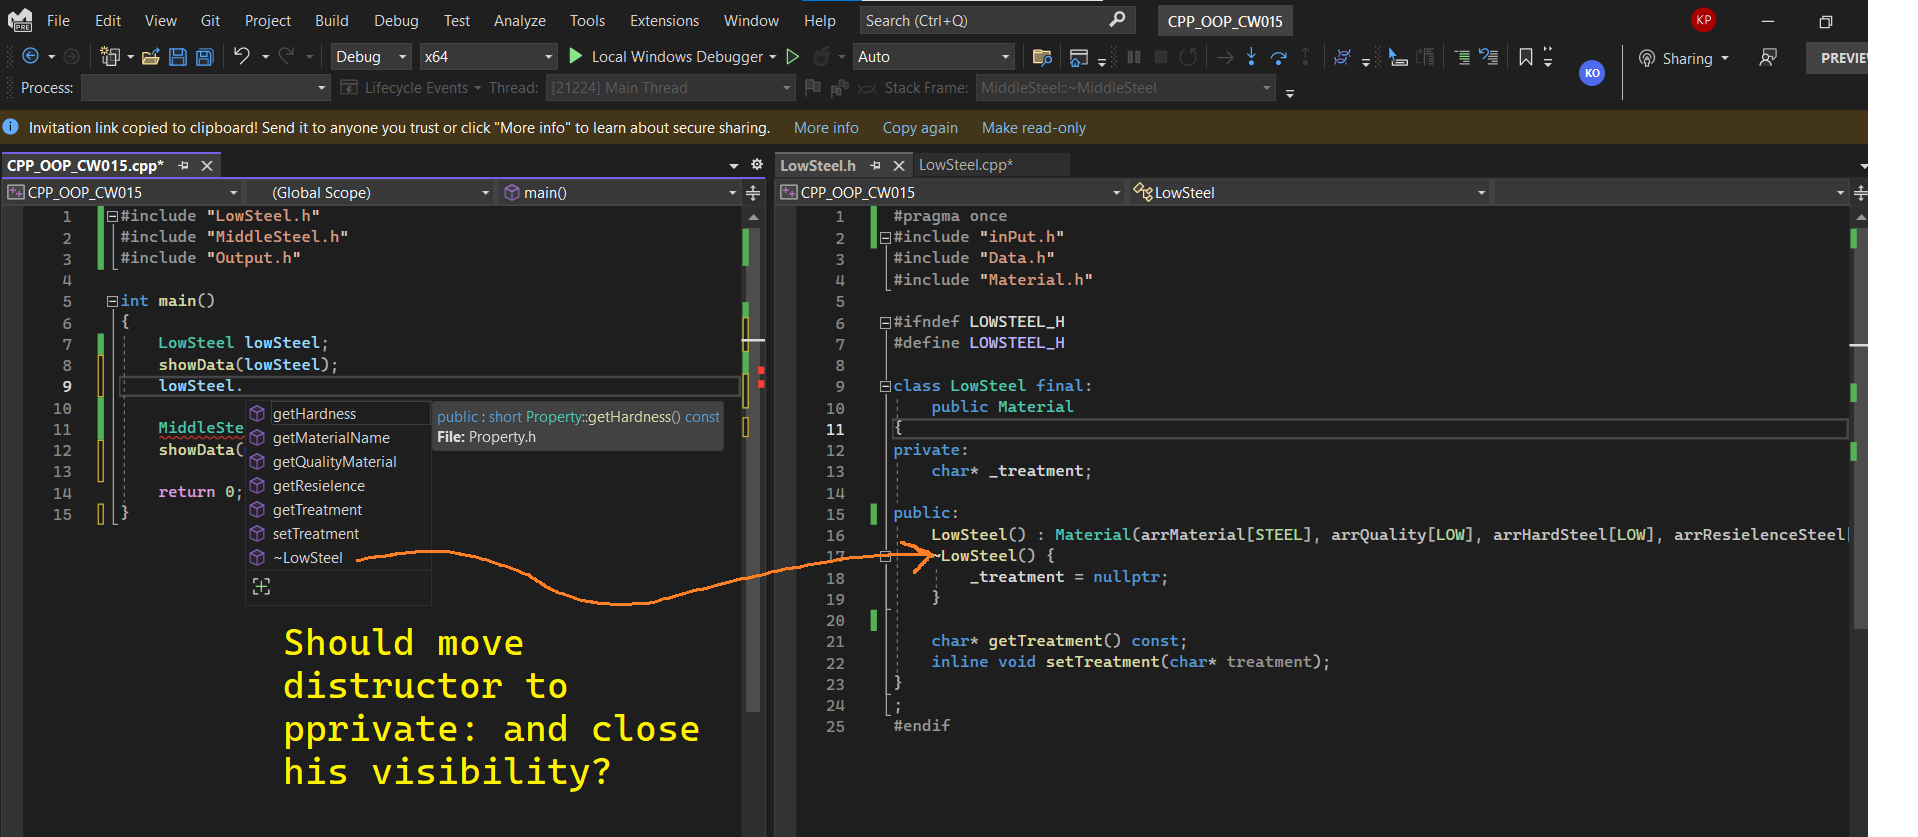 File Edit View Git Project Build Debug Test Analyze Tools Extensions Window Help Search (Ctrl+Q) CPP_OOP_CW015 KP
PRE
Debug x64 Local Windows Debugger Auto KO Sharing
Process: Lifecycle Events Thread: [21224] Main Thread Stack Frame: MiddleSteel::~MiddleSteel
Invitation link copied to clipboard! Send it to anyone you trust or click "More info" to learn about secure sharing. More info Copy again Make read-only
CPP_OOP_CW015.cpp*
CPP_OOP_CW015 (Global Scope) main()
1 #include "LowSteel.h"
2 #include "MiddleSteel.h"
3 #include "Output.h"
4
5 int main()
6 {
7 LowSteel lowSteel;
8 showData(lowSteel);
9 lowSteel.
10
11 MiddleSte
12 showData(
13
14 return 0;
15 }
getHardness
getMaterialName
getQualityMaterial
getResielence
getTreatment
setTreatment
~LowSteel
public : short Property::getHardness() const
File: Property.h
Should move
distructor to
pprivate: and close
his visibility?
LowSteel.h LowSteel.cpp*
CPP_OOP_CW015 LowSteel
1 #pragma once
2 #include "inPut.h"
3 #include "Data.h"
4 #include "Material.h"
5
6 #ifndef LOWSTEEL_H
7 #define LOWSTEEL_H
8
9 class LowSteel final:
10 public Material
11 {
12 private:
13 char* _treatment;
14
15 public:
16 LowSteel() : Material(arrMaterial[STEEL], arrQuality[LOW], arrHardSteel[LOW], arrResielenceSteel[
17 ~LowSteel() {
18 _treatment = nullptr;
19 }
20
21 char* getTreatment() const;
22 inline void setTreatment(char* treatment);
23 }
24 ;
25 #endif